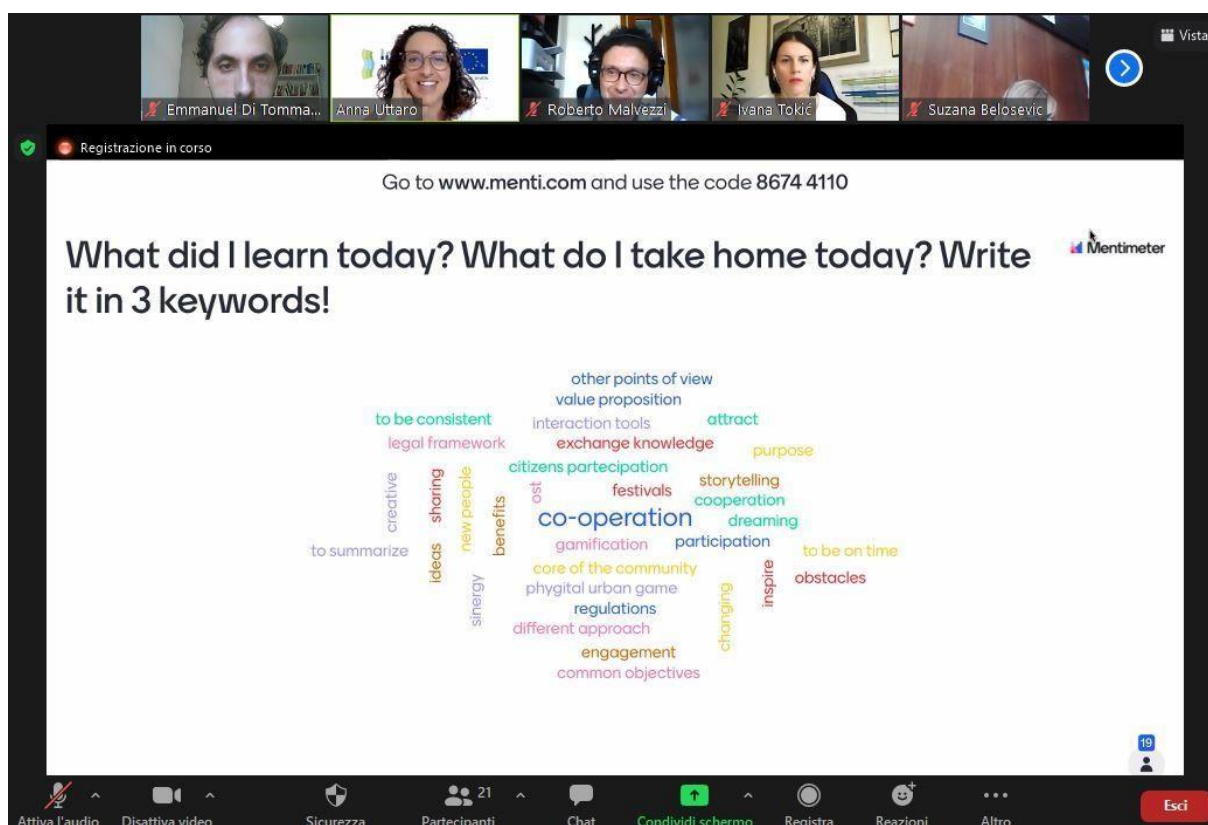 Vista
Emmanuel Di Tomma...
Anna Uttaro
Roberto Malvezzi
Ivana Tokić
Suzana Belosevic
Registrazione in corso
Go to www.menti.com and use the code 8674 4110
What did I learn today? What do I take home today? Write
it in 3 keywords!
Mentimeter
other points of view
value proposition
to be consistent
interaction tools
attract
legal framework
exchange knowledge
purpose
citizens partecipation
creative
sharing
new people
benefits
ost
festivals
storytelling
cooperation
co-operation
dreaming
to summarize
ideas
gamification
participation
to be on time
core of the community
inspire
obstacles
sinergy
phygital urban game
changing
regulations
different approach
engagement
common objectives
19
21
Attiva l'audio
Disattiva video
Sicurezza
Partecipanti
Chat
Condividi schermo
Registra
Reazioni
Altro
Esci